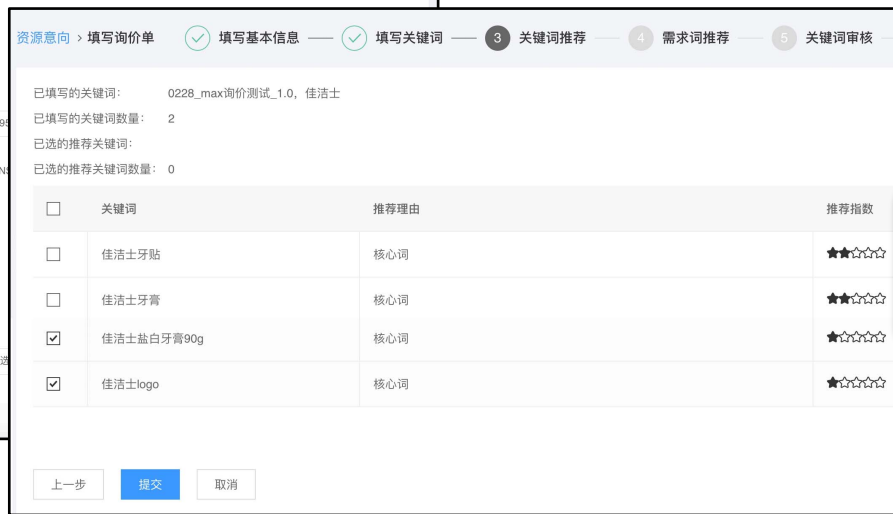 资源意向 > 填写询价单 填写基本信息 填写关键词 3 关键词推荐 4 需求词推荐 5 关键词审核
已填写的关键词: 0228_max询价测试_1.0，佳洁士
已填写的关键词数量: 2
已选的推荐关键词:
已选的推荐关键词数量: 0
关键词 推荐理由 推荐指数
佳洁士牙贴 核心词
佳洁士牙膏 核心词
佳洁士盐白牙膏90g 核心词
佳洁士logo 核心词
上一步 提交 取消